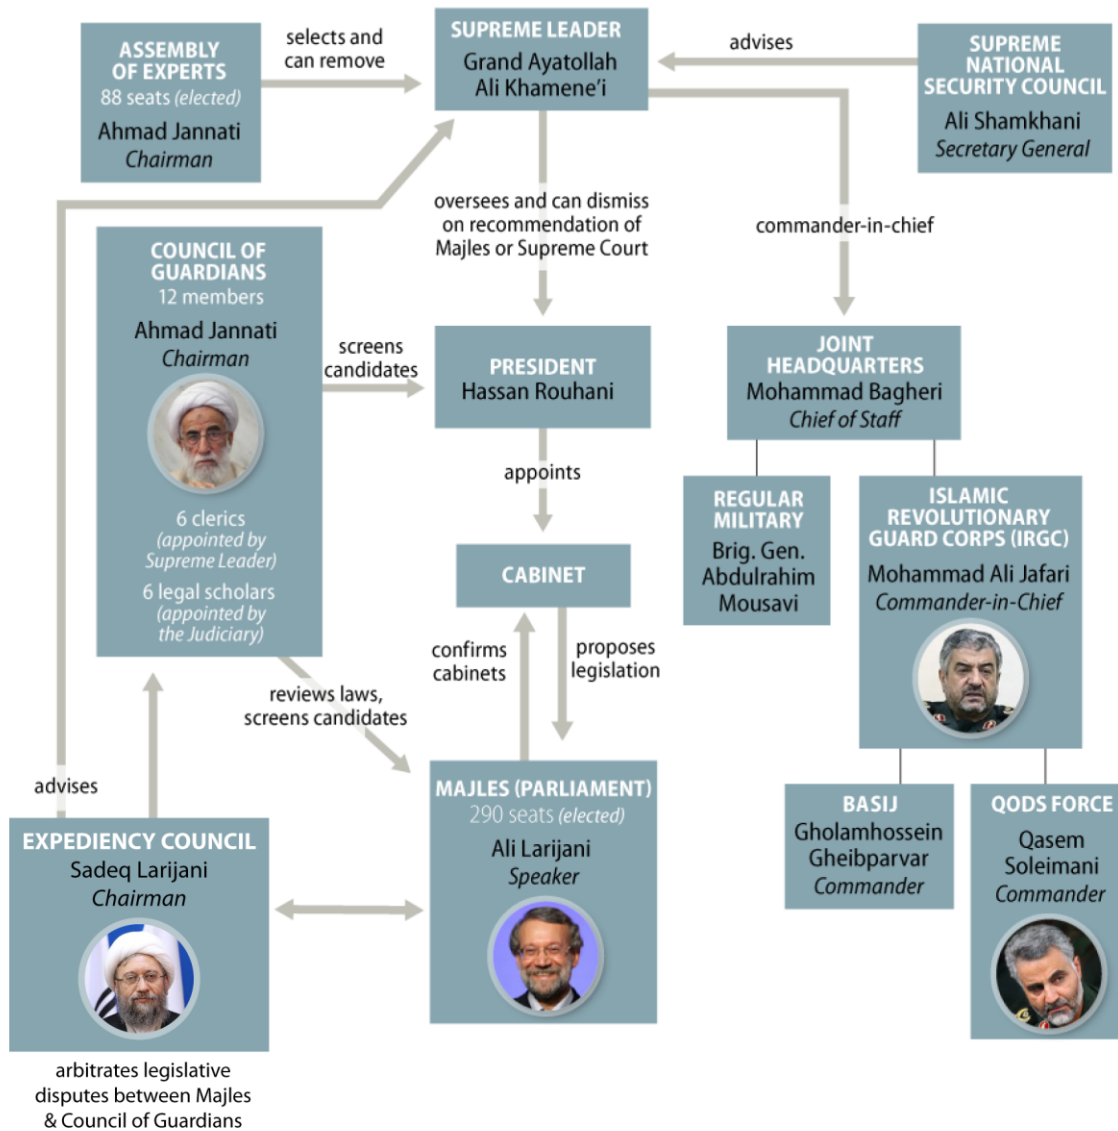 ASSEMBLY
OF EXPERTS
88 seats (elected)
Ahmad Jannati
Chairman
selects and
can remove
SUPREME LEADER
Grand Ayatollah
Ali Khamene'i
advises
SUPREME
NATIONAL
SECURITY COUNCIL
Ali Shamkhani
Secretary General
oversees and can dismiss
on recommendation of
Majles or Supreme Court
commander-in-chief
COUNCIL OF
GUARDIANS
12 members
Ahmad Jannati
Chairman
6 clerics
(appointed by
Supreme Leader)
6 legal scholars
(appointed by
the Judiciary)
screens
candidates
PRESIDENT
Hassan Rouhani
JOINT
HEADQUARTERS
Mohammad Bagheri
Chief of Staff
appoints
REGULAR
MILITARY
Brig. Gen.
Abdulrahim
Mousavi
ISLAMIC
REVOLUTIONARY
GUARD CORPS (IRGC)
Mohammad Ali Jafari
Commander-in-Chief
CABINET
confirms
cabinets
proposes
legislation
reviews laws,
screens candidates
advises
EXPEDIENCY COUNCIL
Sadeq Larijani
Chairman
arbitrates legislative
disputes between Majles
& Council of Guardians
MAJLES (PARLIAMENT)
290 seats (elected)
Ali Larijani
Speaker
BASIJ
Gholamhossein
Gheibparvar
Commander
QODS FORCE
Qasem
Soleimani
Commander